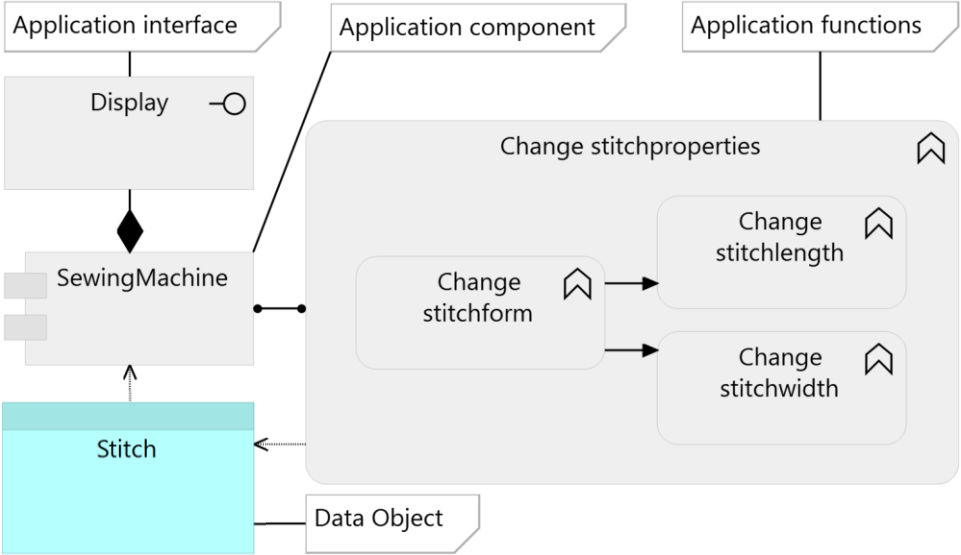 Application interface
Application component
Application functions
Display
Change stitchproperties
SewingMachine
Change
stitchform
Change
stitchlength
Change
stitchwidth
Stitch
Data Object